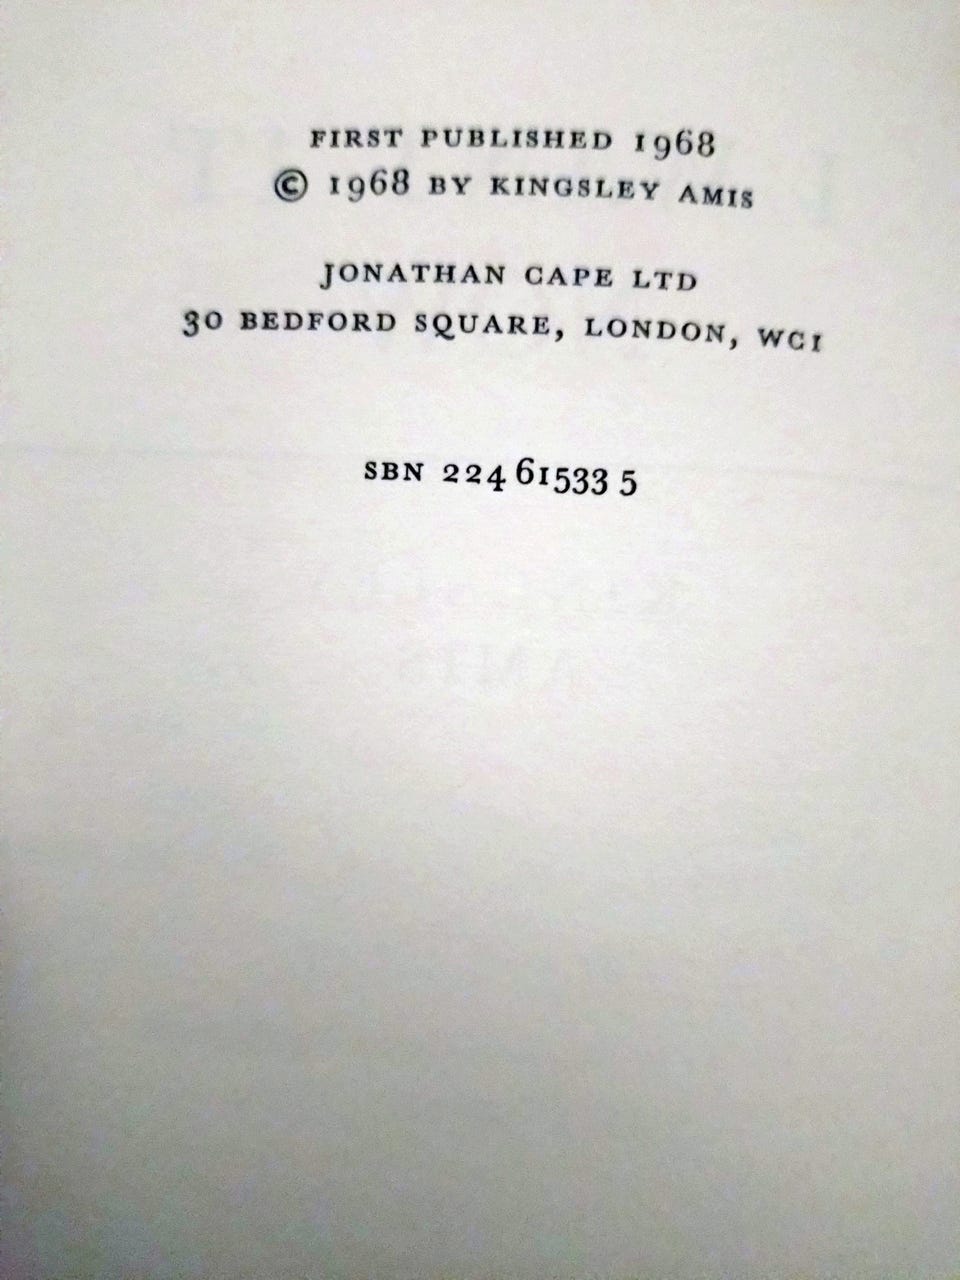 FIRST PUBLISHED 1968
© 1968 BY KINGSLEY AMIS
JONATHAN CAPE LTD
30 BEDFORD SQUARE, LONDON, WC1
SBN 224 61533 5